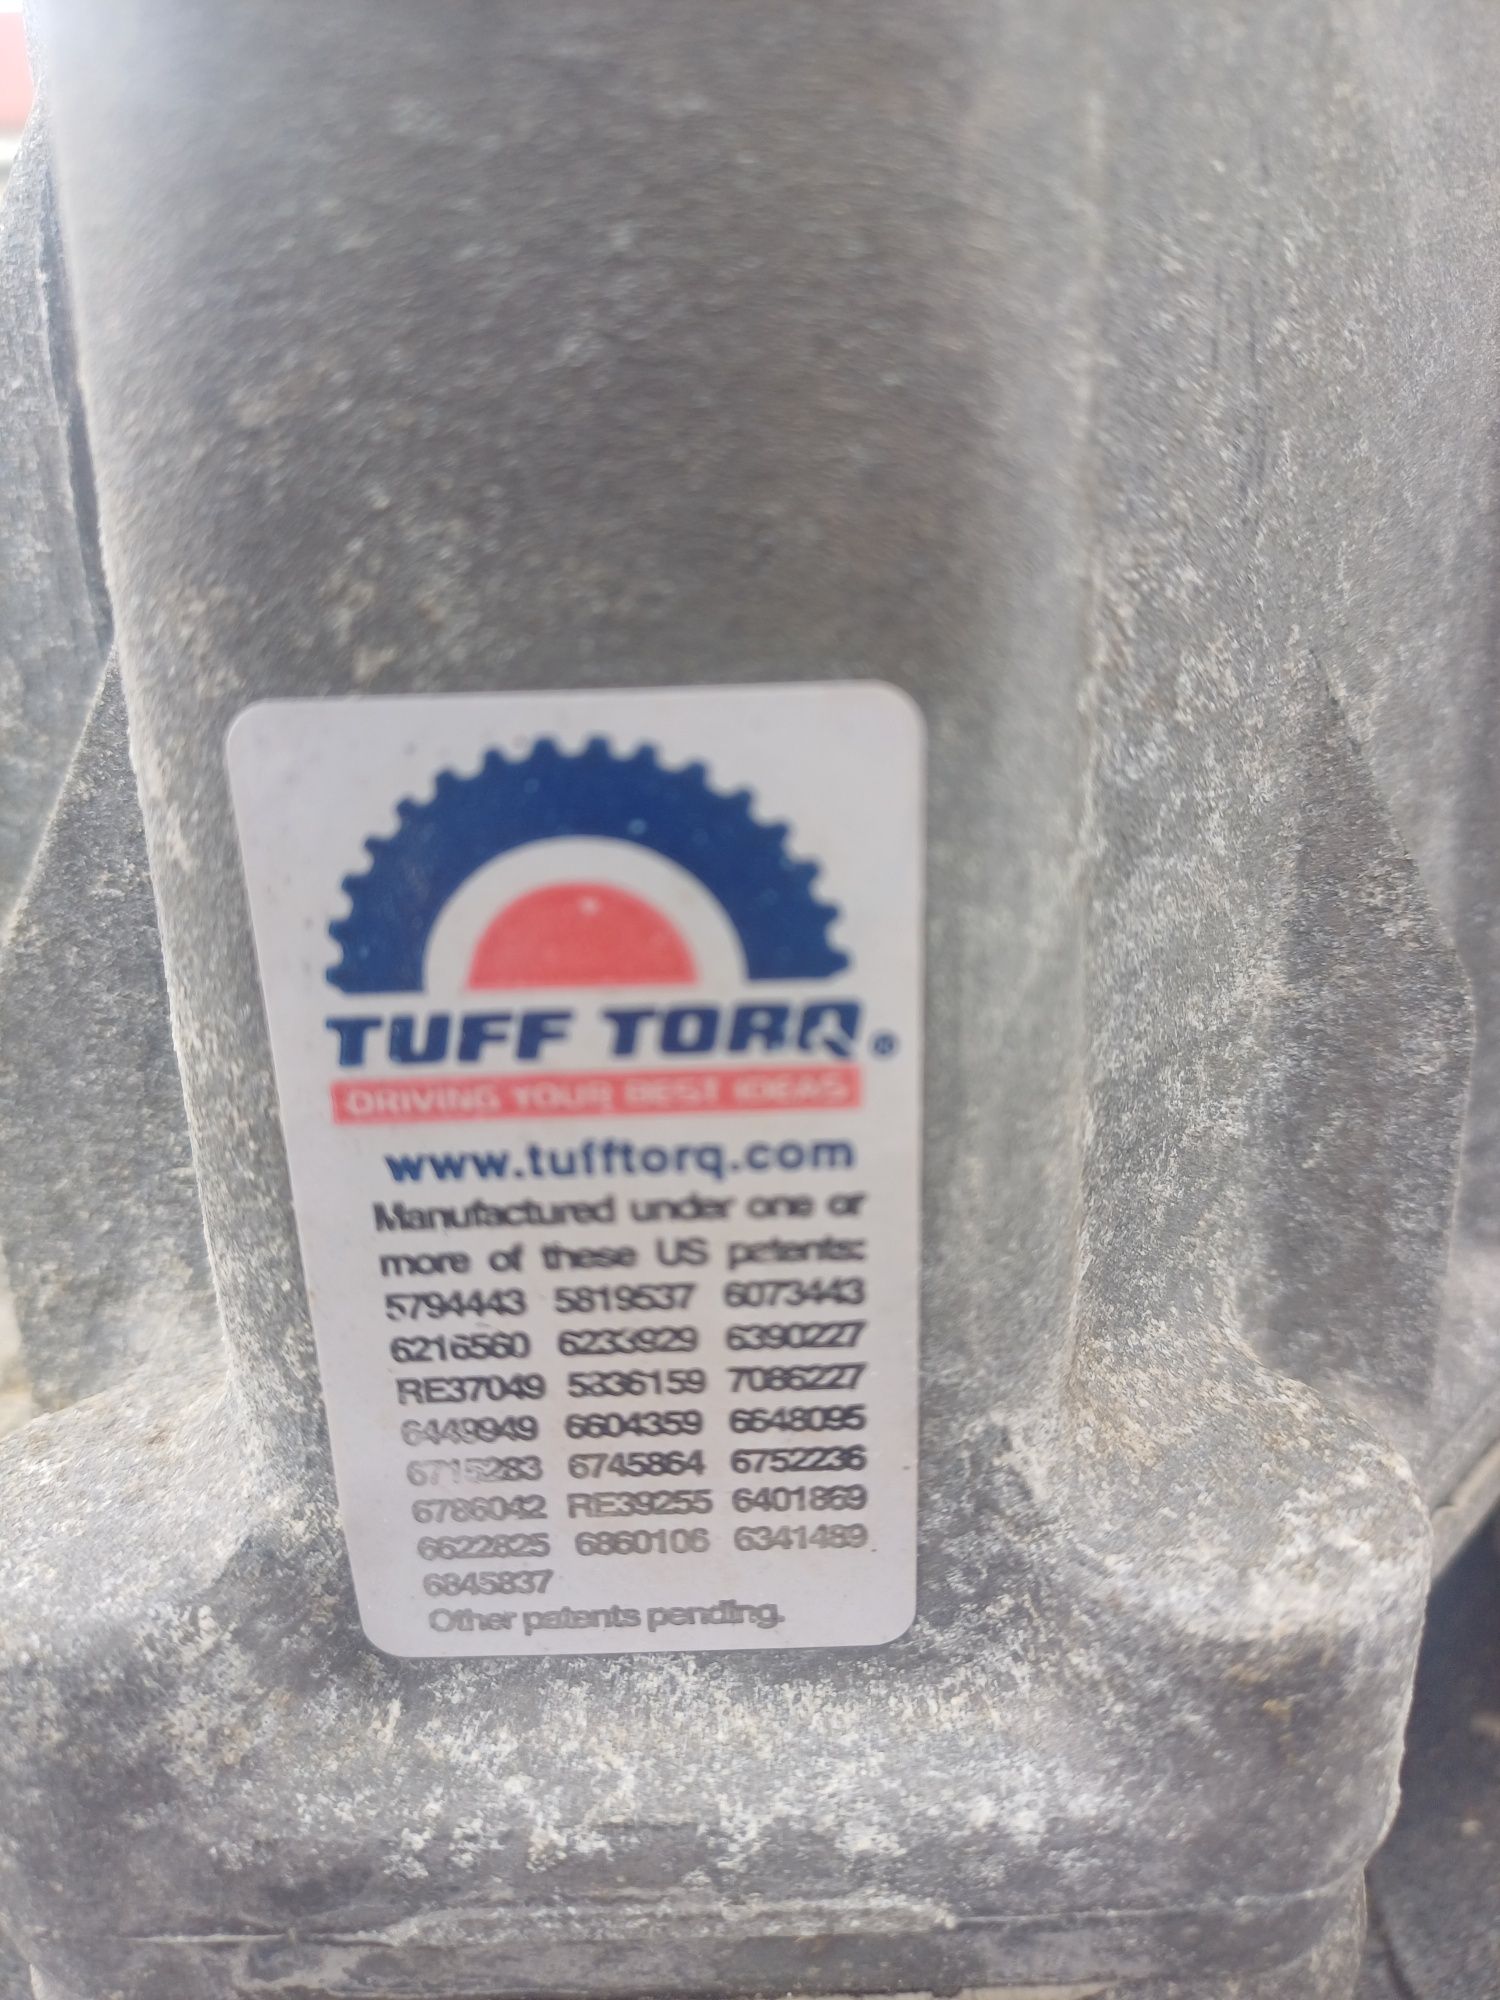 TUFF TORQ®
DRIVING YOUR BEST IDEAS
www.tufftorq.com
Manufactured under one or
more of these US patents:
5794443 5819537 6073443
6216560 6233929 6390227
RE37049 5836159 7086227
6449949 6604359 6648095
6715283 6745864 6752236
6786042 RE39255 6401869
6622825 6860106 6341489
6845837
Other patents pending.